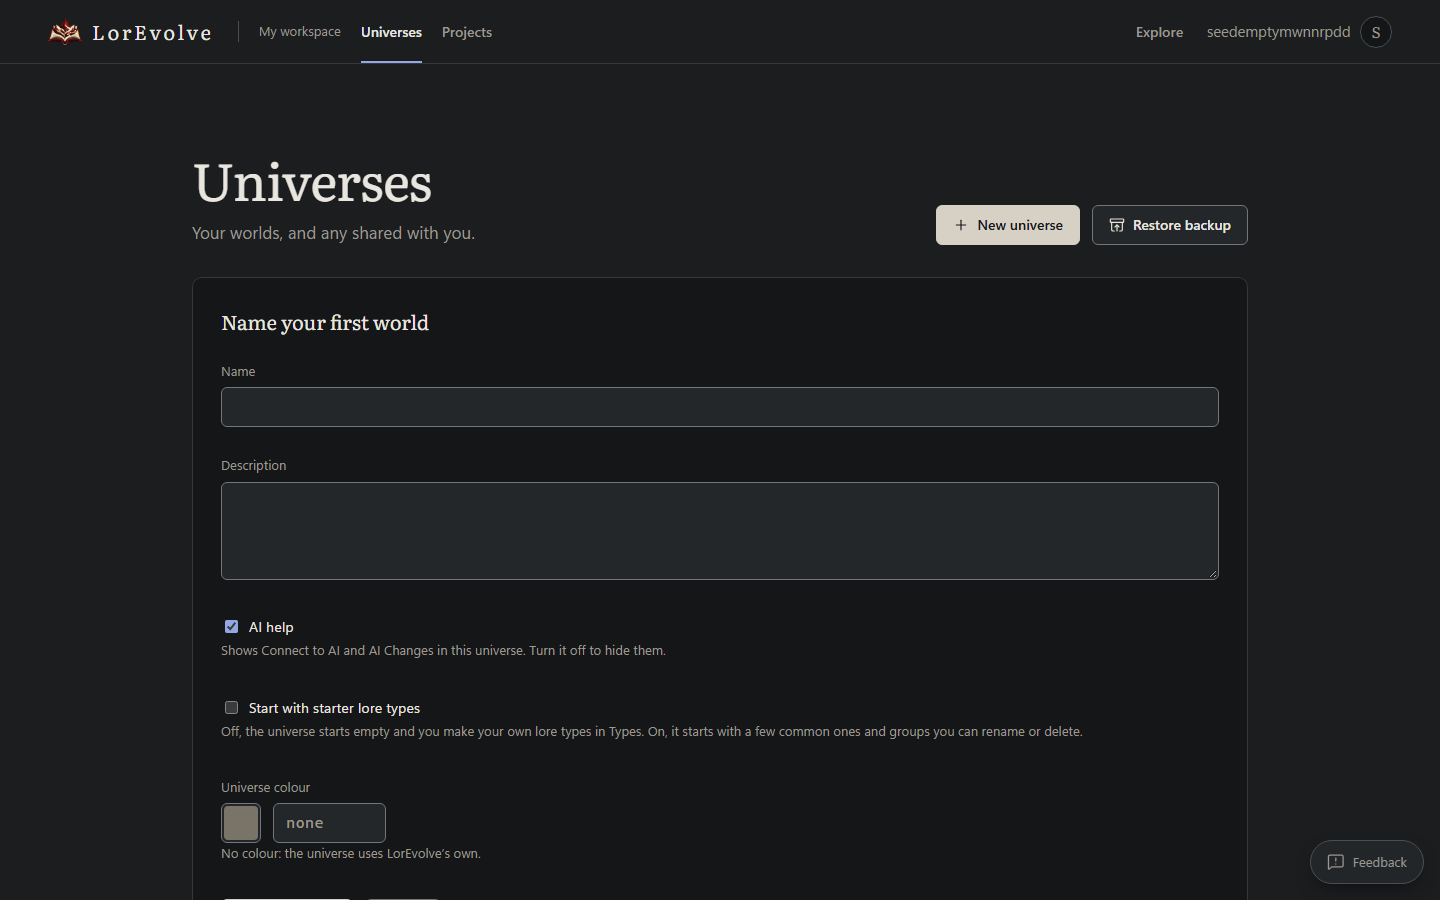 LorEvolve
My workspace
Universes
Projects
Explore
seedemptymwnnrpdd
S
Universes
Your worlds, and any shared with you.
New universe
Restore backup
Name your first world
Name
Description
AI help
Shows Connect to AI and AI Changes in this universe. Turn it off to hide them.
Start with starter lore types
Off, the universe starts empty and you make your own lore types in Types. On, it starts with a few common ones and groups you can rename or delete.
Universe colour
none
No colour: the universe uses LorEvolve's own.
Feedback